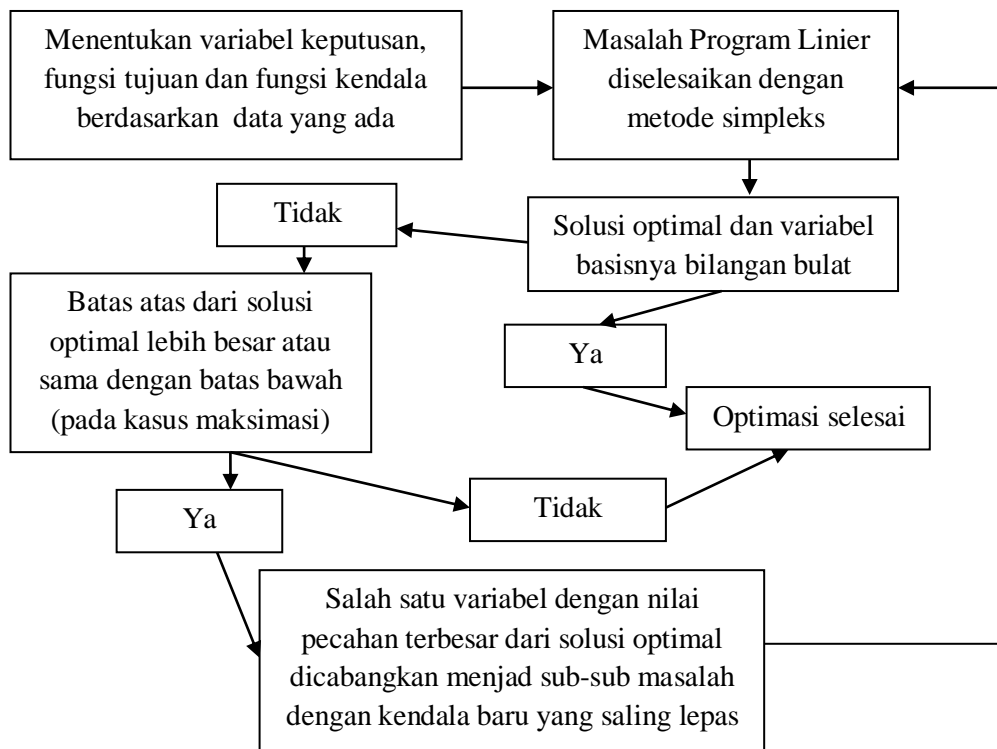 Menentukan variabel keputusan,
fungsi tujuan dan fungsi kendala
berdasarkan data yang ada
Masalah Program Linier
diselesaikan dengan
metode simpleks
Tidak
Solusi optimal dan variabel
basisnya bilangan bulat
Batas atas dari solusi
optimal lebih besar atau
sama dengan batas bawah
(pada kasus maksimasi)
Ya
Optimasi selesai
Ya
Tidak
Salah satu variabel dengan nilai
pecahan terbesar dari solusi optimal
dicabangkan menjad sub-sub masalah
dengan kendala baru yang saling lepas